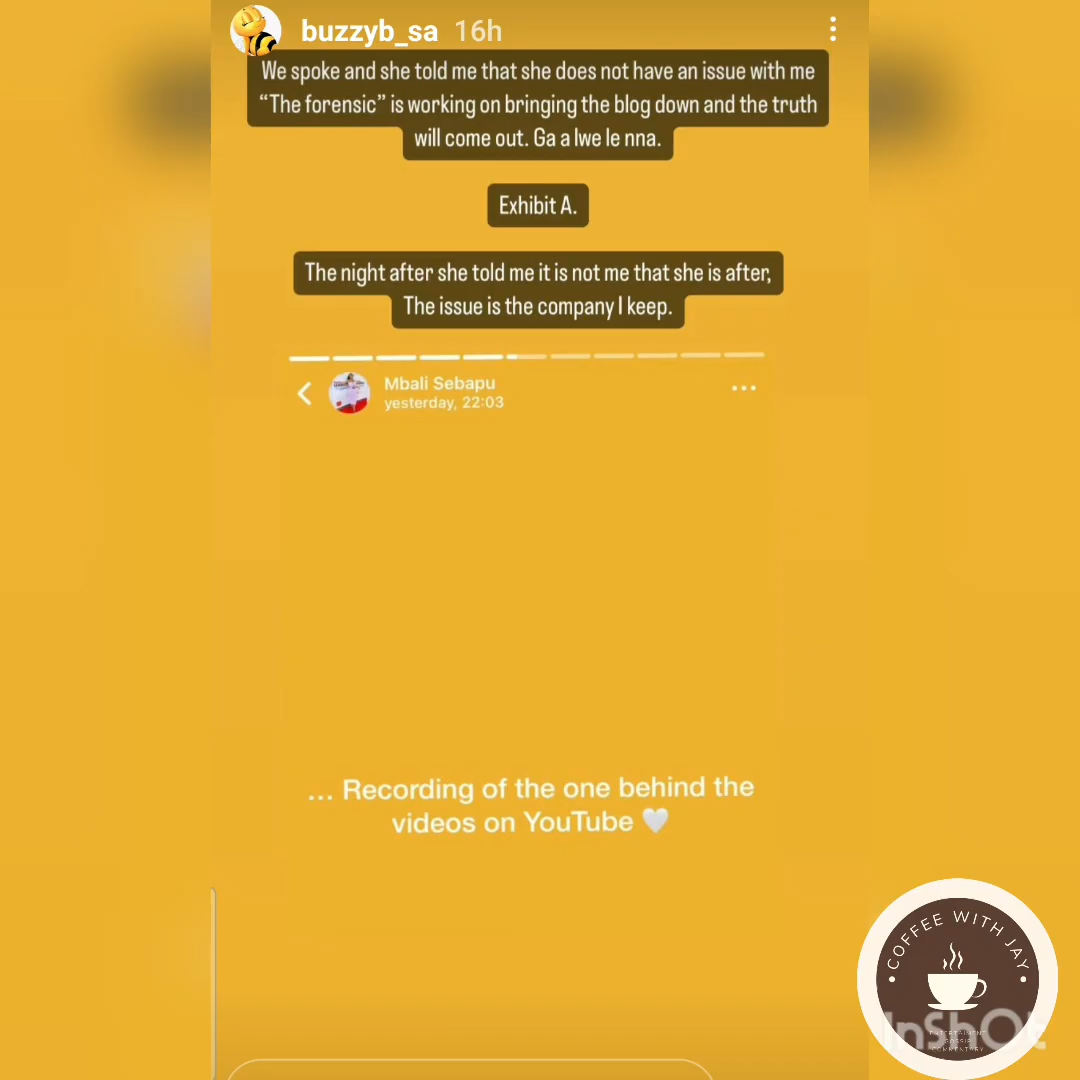 buzzyb_sa 16h
We spoke and she told me that she does not have an issue with me
“The forensic” is working on bringing the blog down and the truth
will come out. Ga a lwe le nna.
Exhibit A.
The night after she told me it is not me that she is after,
The issue is the company I keep.
Mbali Sebapu
yesterday, 22:03
... Recording of the one behind the
videos on YouTube 🤍
COFFEE WITH JAY
ENTERTAINMENT
GOSSIP
COMMENTARY
InShOt